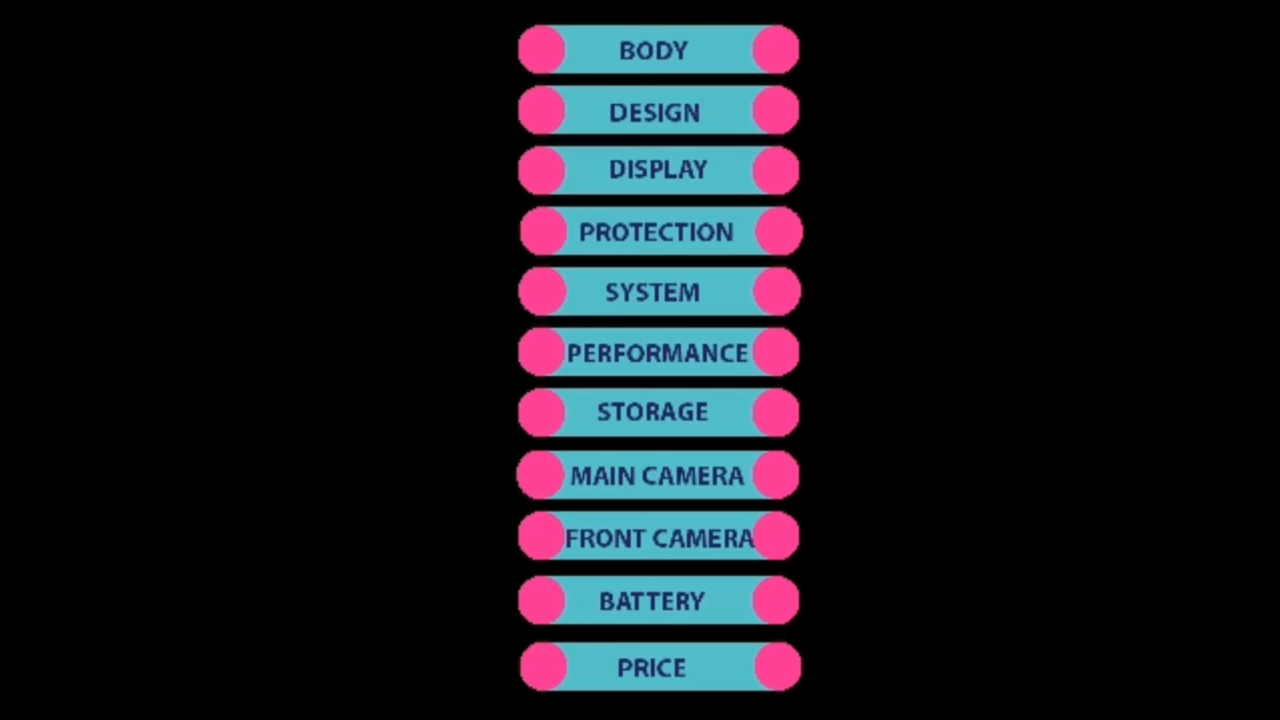 BODY
DESIGN
DISPLAY
PROTECTION
SYSTEM
PERFORMANCE
STORAGE
MAIN CAMERA
FRONT CAMERA
BATTERY
PRICE